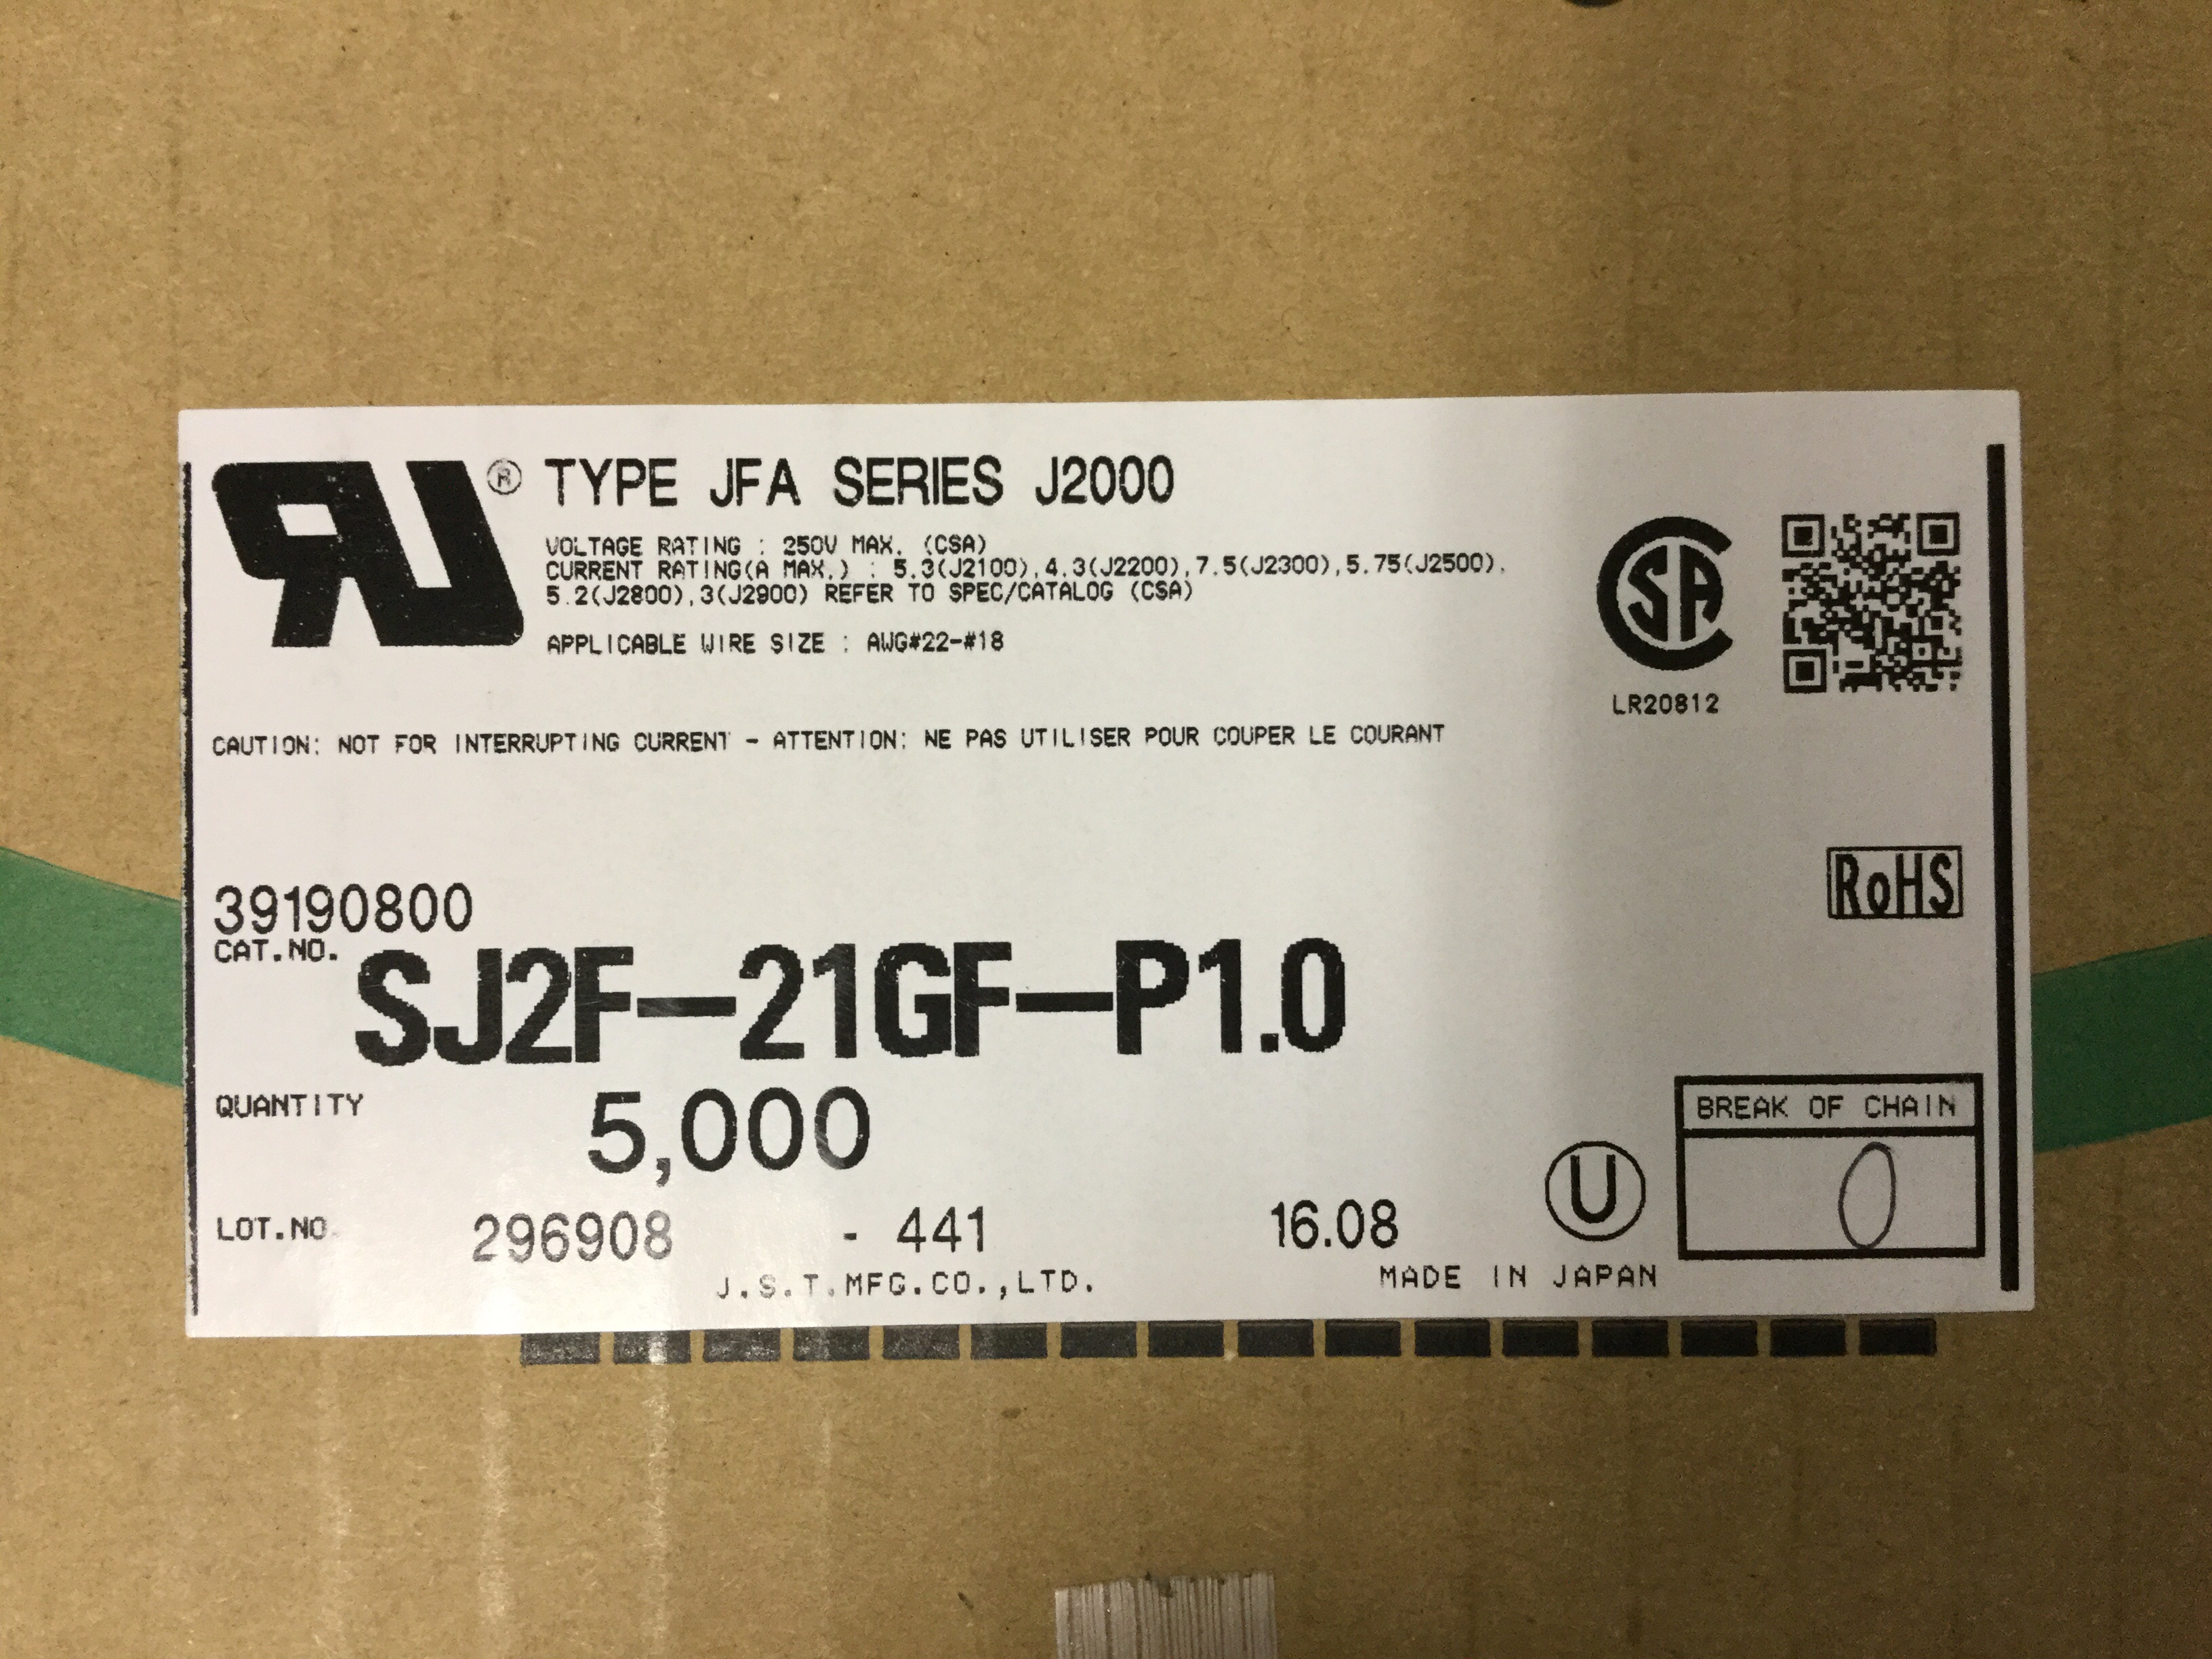 RU® TYPE JFA SERIES J2000
VOLTAGE RATING : 250V MAX. (CSA)
CURRENT RATING(A MAX.) : 5.3(J2100),4.3(J2200),7.5(J2300),5.75(J2500),
5.2(J2800),3(J2900) REFER TO SPEC/CATALOG (CSA)
APPLICABLE WIRE SIZE : AWG#22-#18
CSA
LR20812
CAUTION: NOT FOR INTERRUPTING CURRENT - ATTENTION: NE PAS UTILISER POUR COUPER LE COURANT
RoHS
39190800
CAT.NO. SJ2F-21GF-P1.0
QUANTITY 5,000
BREAK OF CHAIN
0
LOT.NO. 296908 - 441 16.08 U
J.S.T.MFG.CO.,LTD. MADE IN JAPAN